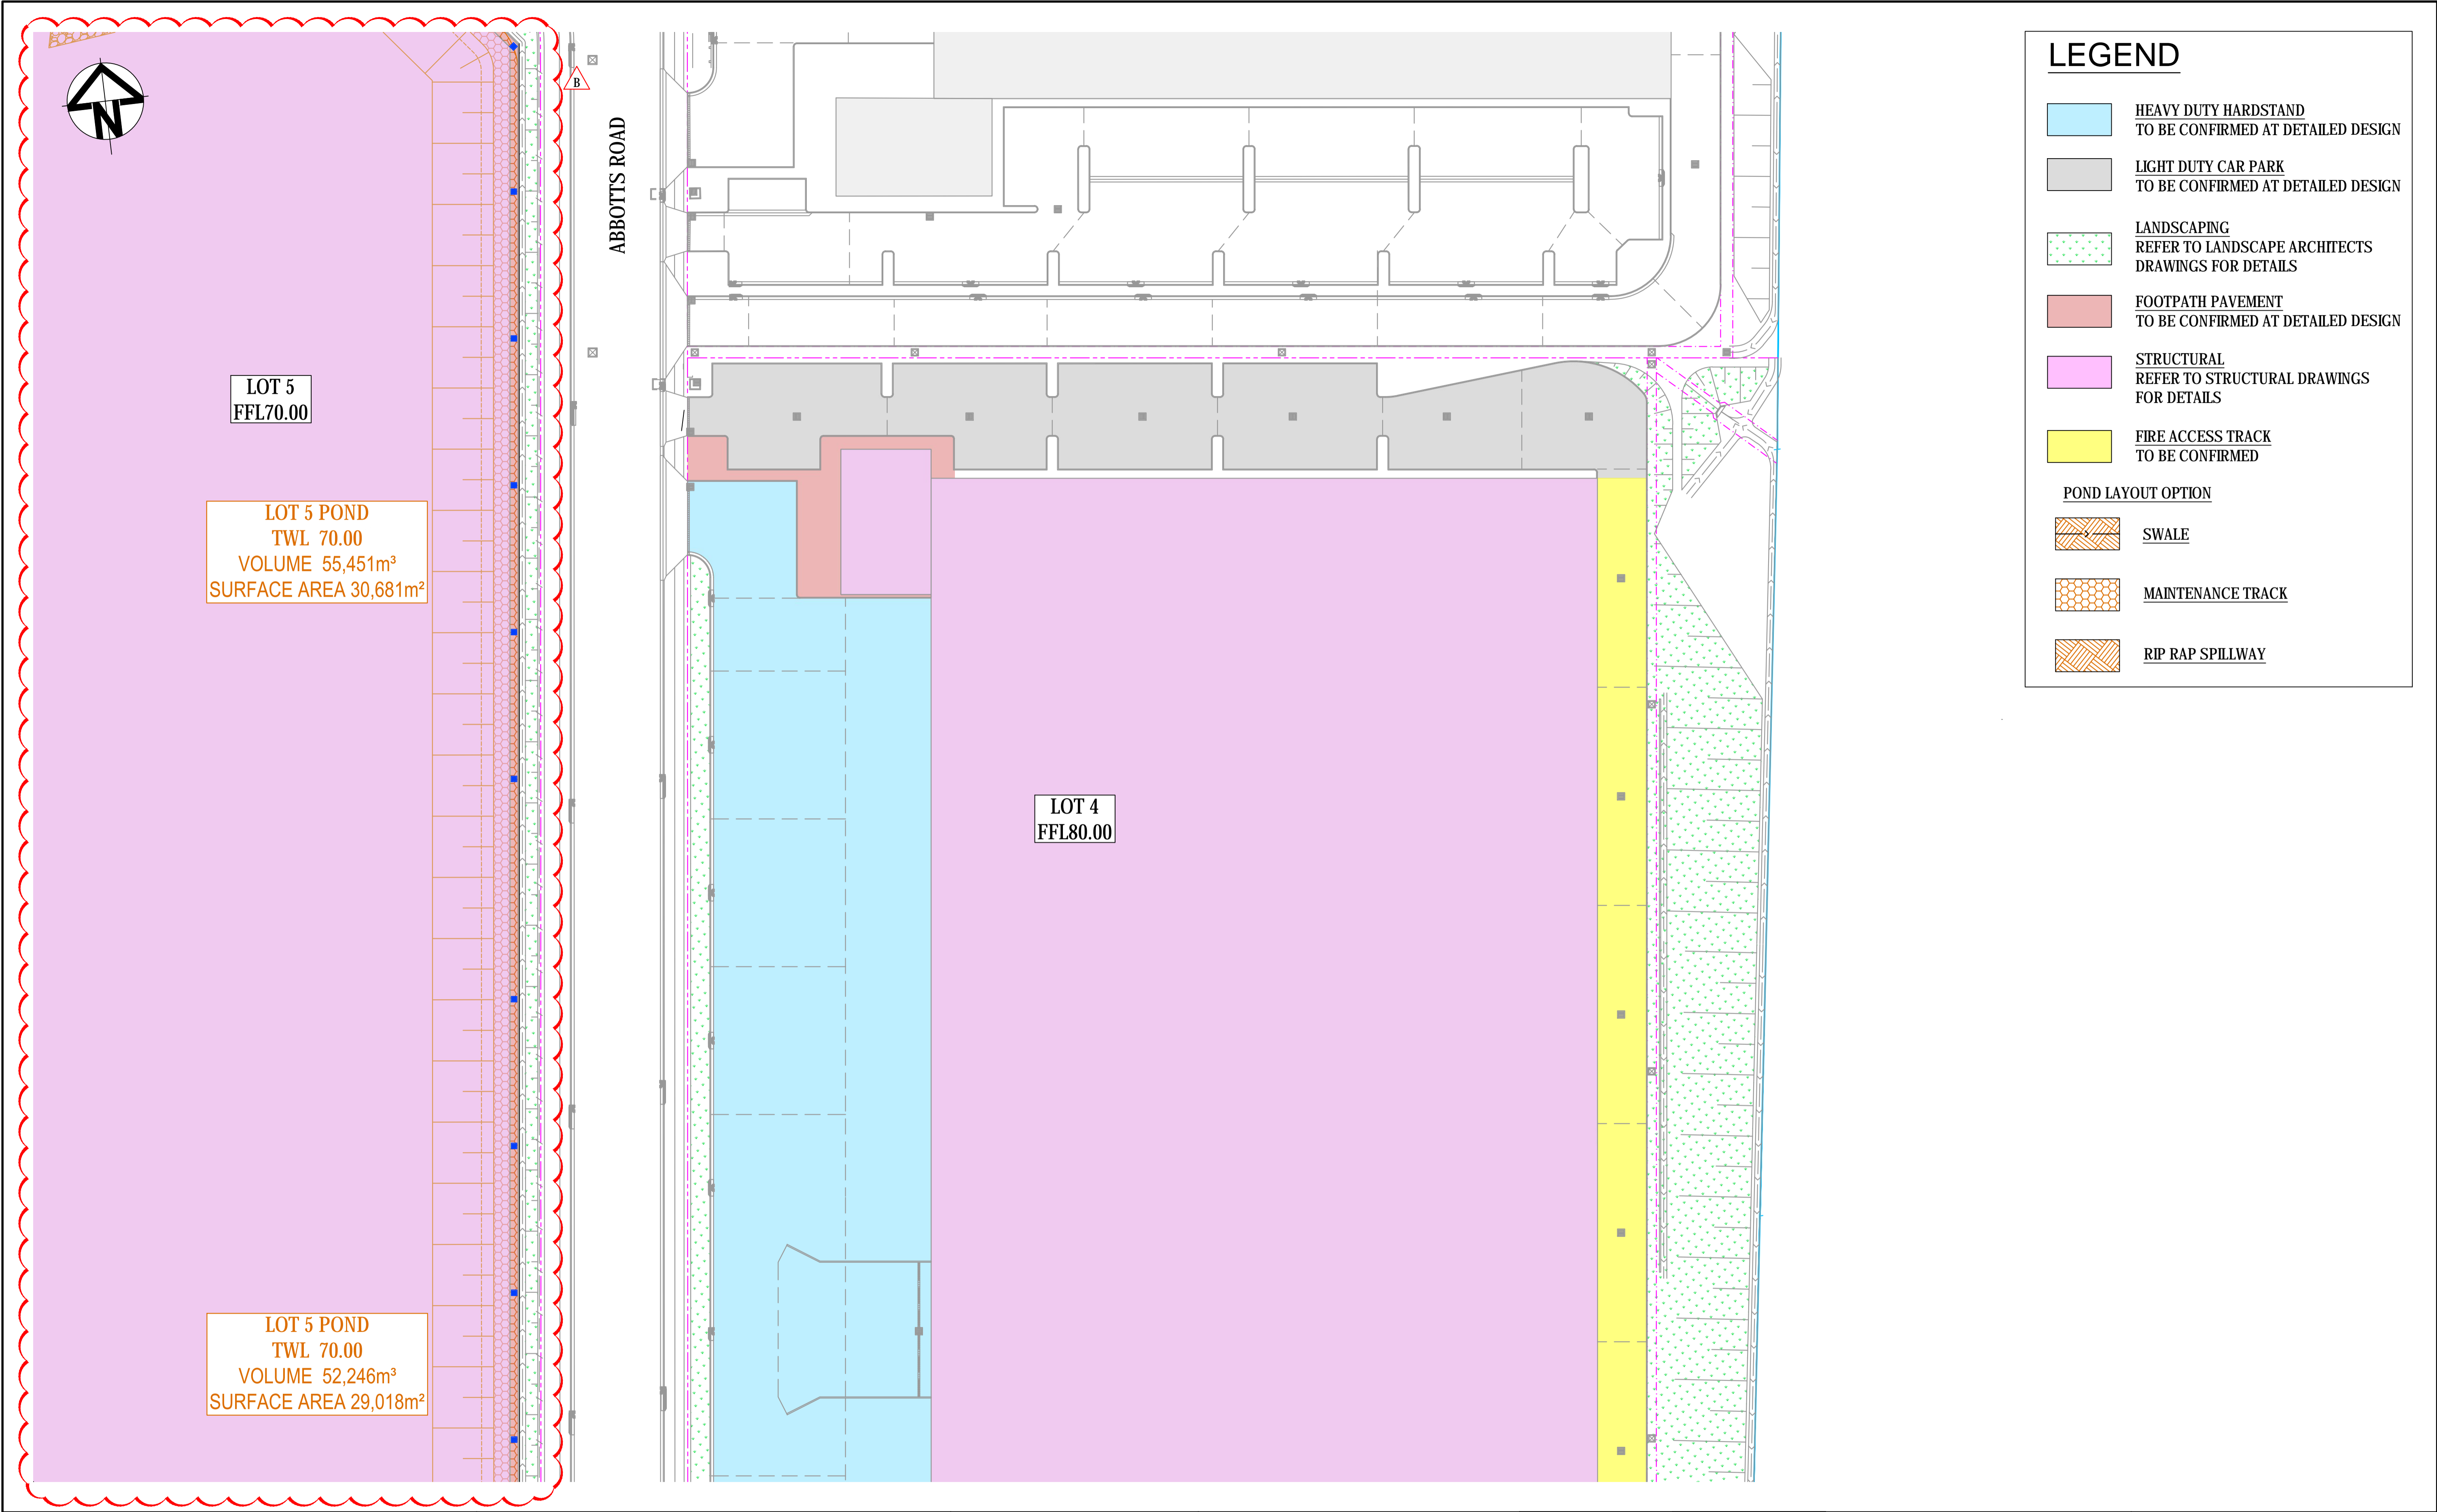 N
B
ABBOTTS ROAD
LOT 5
FFL70.00
LOT 5 POND
TWL 70.00
VOLUME 55,451m³
SURFACE AREA 30,681m²
LOT 4
FFL80.00
LOT 5 POND
TWL 70.00
VOLUME 52,246m³
SURFACE AREA 29,018m²
LEGEND
HEAVY DUTY HARDSTAND
TO BE CONFIRMED AT DETAILED DESIGN
LIGHT DUTY CAR PARK
TO BE CONFIRMED AT DETAILED DESIGN
LANDSCAPING
REFER TO LANDSCAPE ARCHITECTS
DRAWINGS FOR DETAILS
FOOTPATH PAVEMENT
TO BE CONFIRMED AT DETAILED DESIGN
STRUCTURAL
REFER TO STRUCTURAL DRAWINGS
FOR DETAILS
FIRE ACCESS TRACK
TO BE CONFIRMED
POND LAYOUT OPTION
SWALE
MAINTENANCE TRACK
RIP RAP SPILLWAY